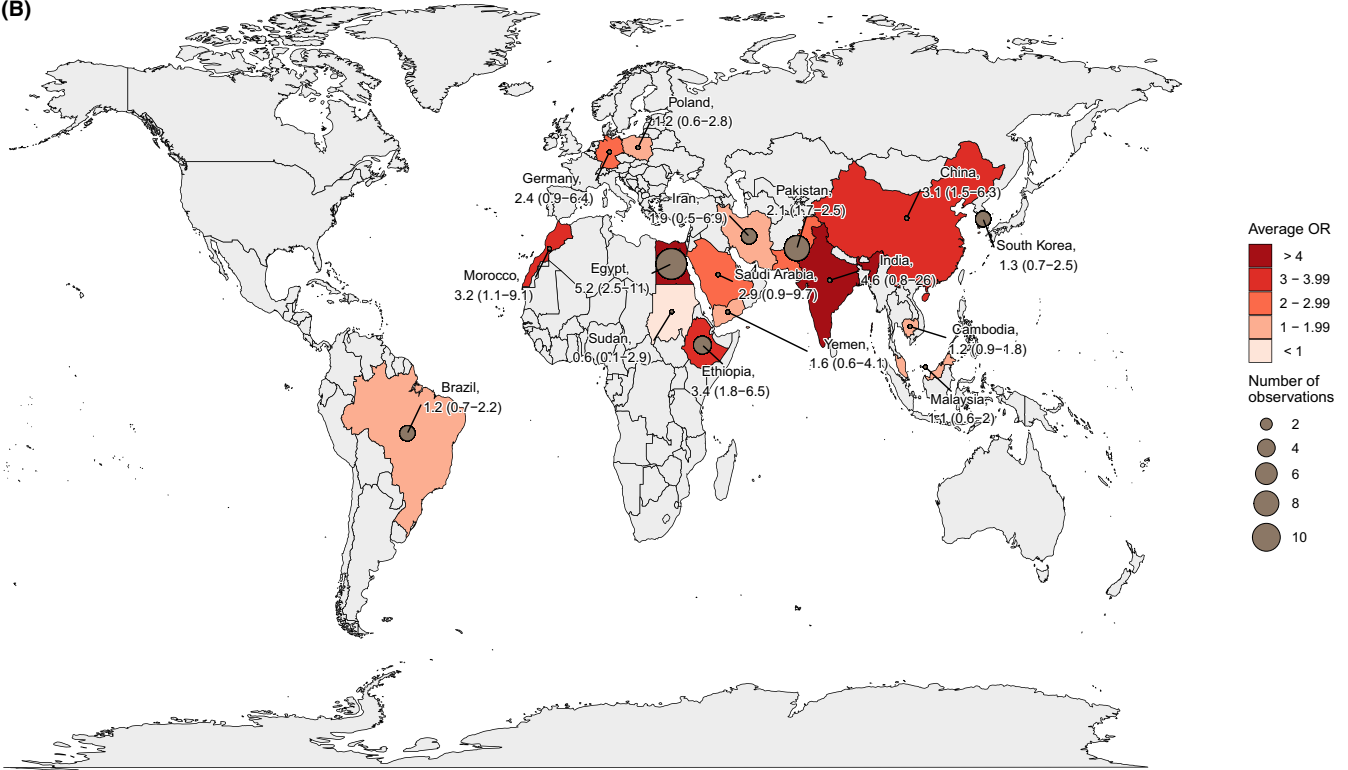 (B)
Poland,
1.2 (0.6−2.8)
Germany,
2.4 (0.9−6.4)
Iran,
1.9 (0.5−6.9)
Pakistan,
2.1 (1.7−2.5)
China,
3.1 (1.5−6.3)
South Korea,
1.3 (0.7−2.5)
Morocco,
3.2 (1.1−9.1)
Egypt,
5.2 (2.5−11)
Saudi Arabia,
2.9 (0.9−9.7)
India,
4.6 (0.8−26)
Sudan,
0.6 (0.1−2.9)
Ethiopia,
3.4 (1.8−6.5)
Yemen,
1.6 (0.6−4.1)
Cambodia,
1.2 (0.9−1.8)
Malaysia,
1.1 (0.6−2)
Brazil,
1.2 (0.7−2.2)
Average OR
> 4
3 − 3.99
2 − 2.99
1 − 1.99
< 1
Number of
observations
2
4
6
8
10